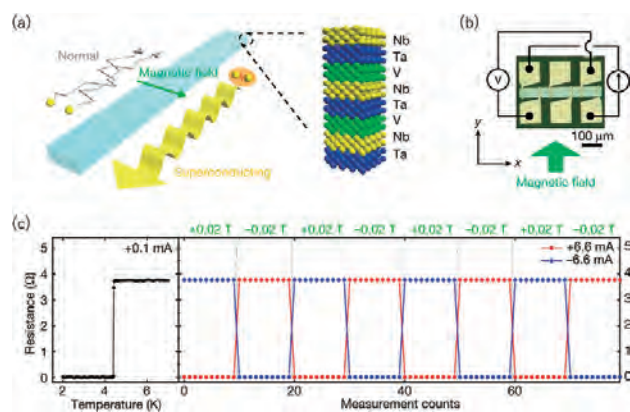 (a)
Normal
Magnetic field
Superconducting
Nb
Ta
V
Nb
Ta
V
Nb
Ta
(b)
V
y
x
100 μm
Magnetic field
(c)
+0.02 T −0.02 T +0.02 T −0.02 T +0.02 T −0.02 T +0.02 T −0.02 T
+0.1 mA
+6.6 mA
−6.6 mA
Resistance (Ω)
5
4
3
2
1
0
5
4
3
2
1
0
2 4 6
0 20 40 60
Temperature (K)
Measurement counts